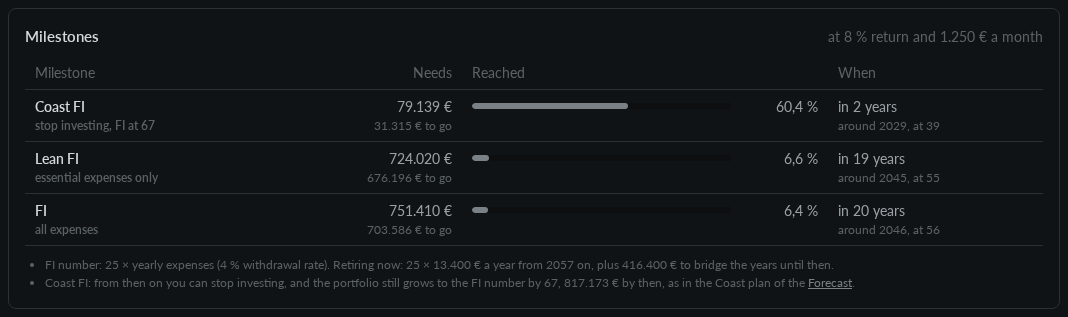 Milestones
at 8 % return and 1.250 € a month
Milestone Needs Reached When
Coast FI 79.139 € 60,4 % in 2 years
stop investing, FI at 67 31.315 € to go around 2029, at 39
Lean FI 724.020 € 6,6 % in 19 years
essential expenses only 676.196 € to go around 2045, at 55
FI 751.410 € 6,4 % in 20 years
all expenses 703.586 € to go around 2046, at 56
• FI number: 25 × yearly expenses (4 % withdrawal rate). Retiring now: 25 × 13.400 € a year from 2057 on, plus 416.400 € to bridge the years until then.
• Coast FI: from then on you can stop investing, and the portfolio still grows to the FI number by 67, 817.173 € by then, as in the Coast plan of the Forecast.